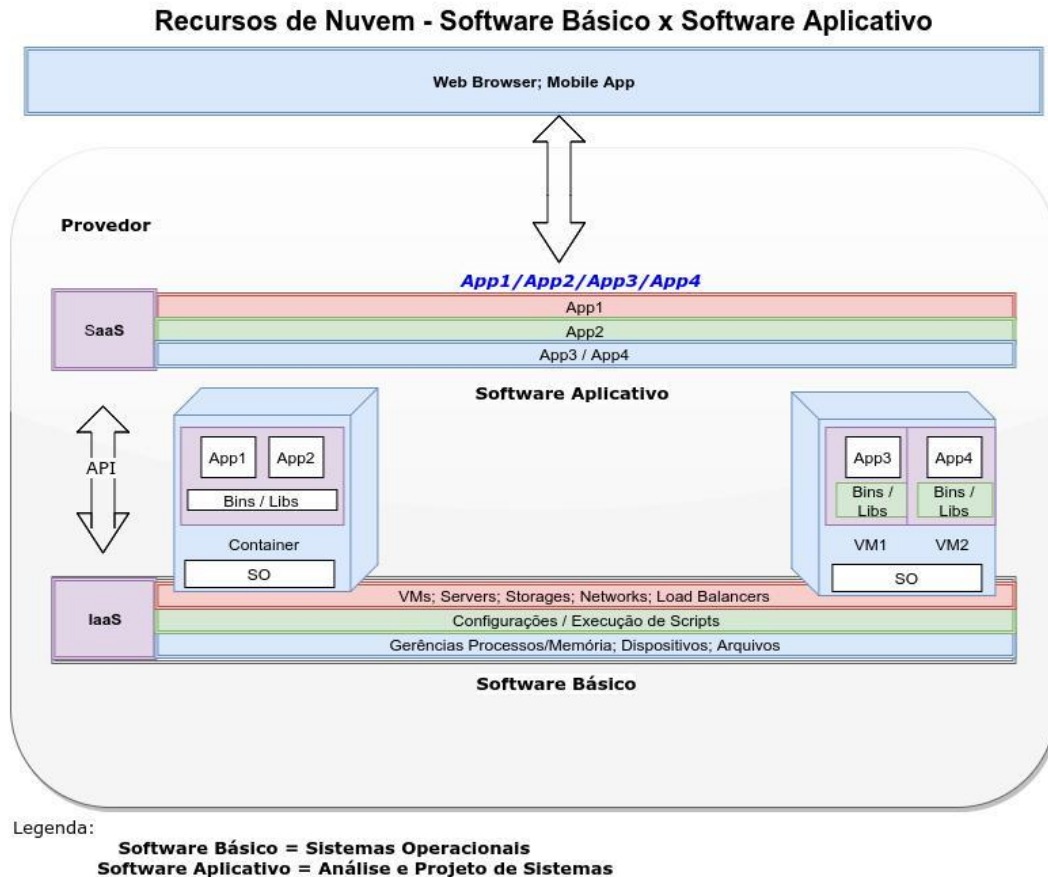 Recursos de Nuvem - Software Básico x Software Aplicativo
Web Browser; Mobile App
Provedor
App1/App2/App3/App4
SaaS
App1
App2
App3 / App4
Software Aplicativo
API
App1
App2
Bins / Libs
Container
SO
App3
App4
Bins /
Libs
Bins /
Libs
VM1
VM2
SO
IaaS
VMs; Servers; Storages; Networks; Load Balancers
Configurações / Execução de Scripts
Gerências Processos/Memória; Dispositivos; Arquivos
Software Básico
Legenda:
Software Básico = Sistemas Operacionais
Software Aplicativo = Análise e Projeto de Sistemas